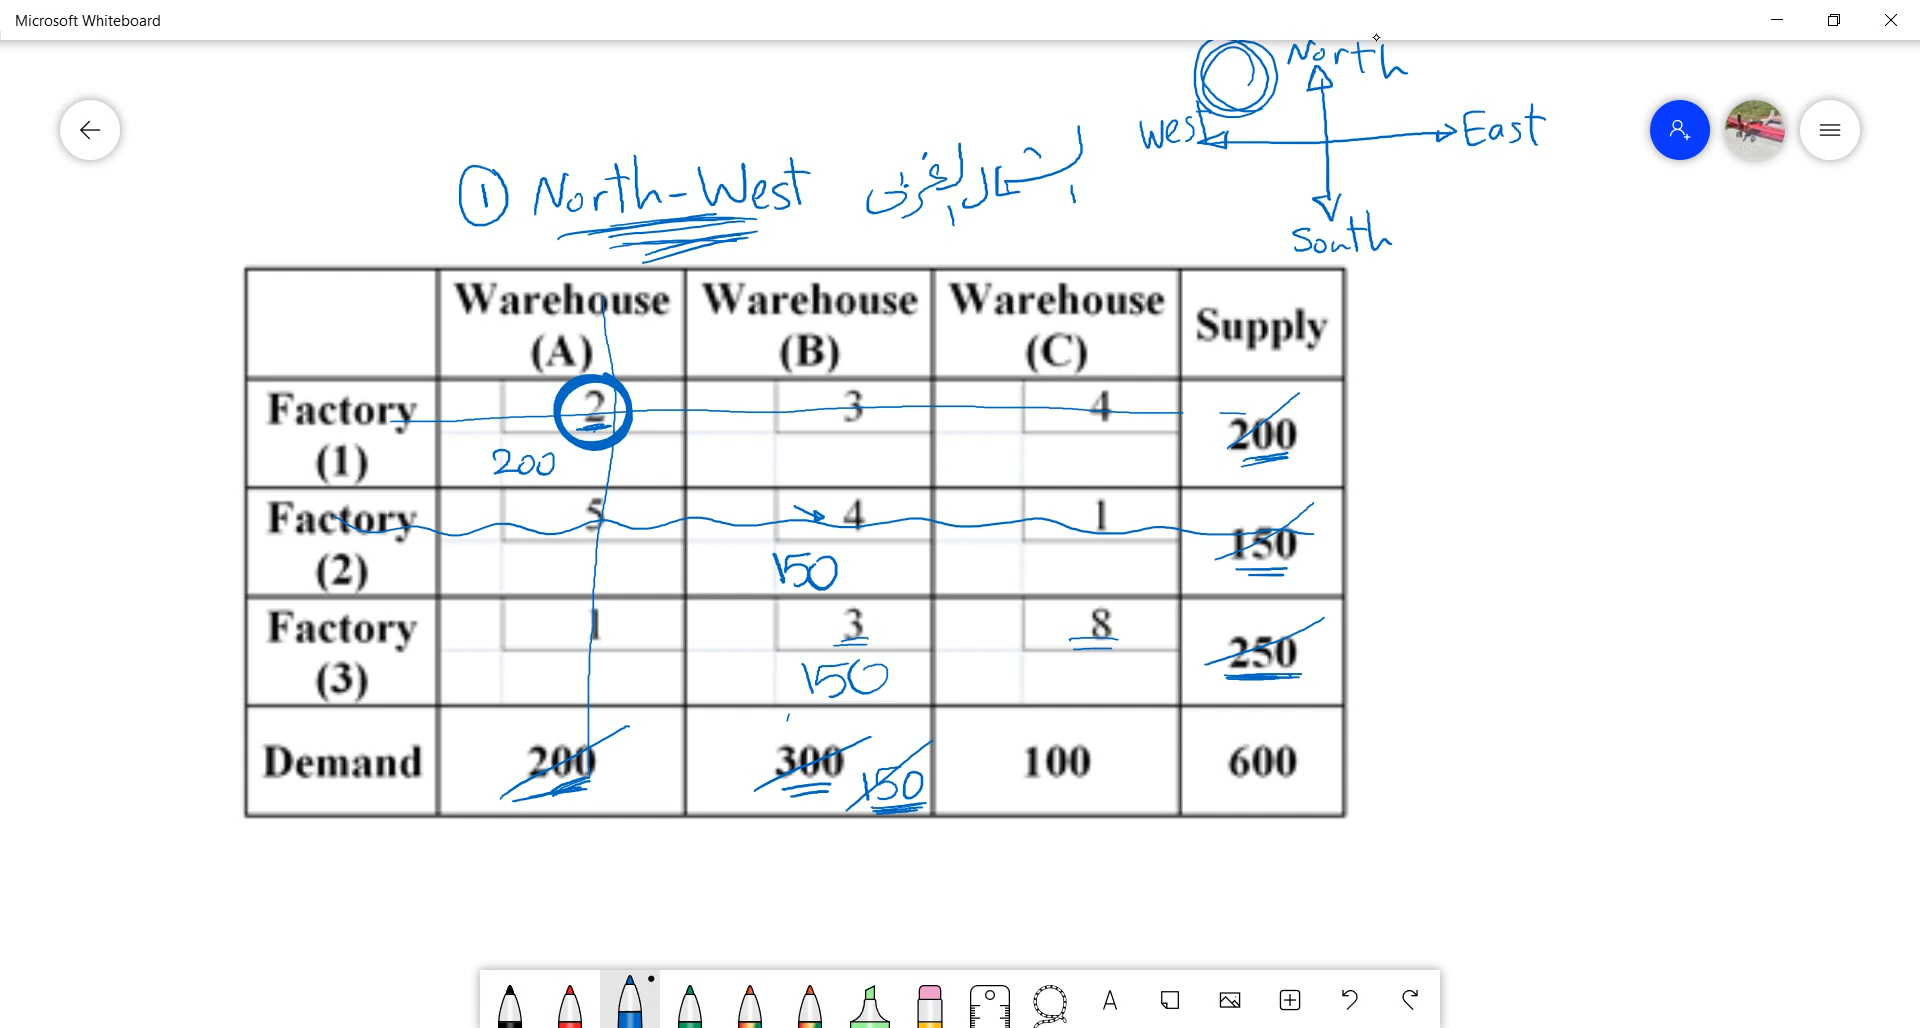 Microsoft Whiteboard
North
West
East
South
① North-West الشمال الغربى
Warehouse (A) Warehouse (B) Warehouse (C) Supply
Factory (1) 2 3 4 200
200
Factory (2) 5 4 1 150
150
Factory (3) 1 3 8 250
150
Demand 200 300 150 100 600
A